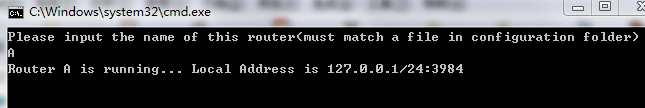 C:\Windows\system32\cmd.exe
Please input the name of this router(must match a file in configuration folder)
A
Router A is running... Local Address is 127.0.0.1/24:3984